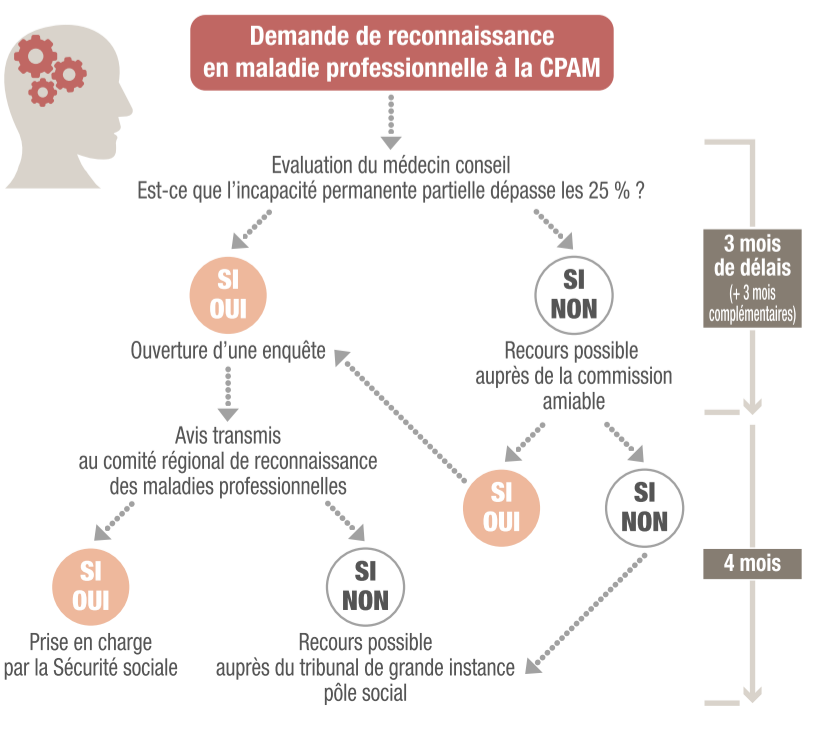 Demande de reconnaissance
en maladie professionnelle à la CPAM
Evaluation du médecin conseil
Est-ce que l'incapacité permanente partielle dépasse les 25 % ?
SI
OUI
SI
NON
3 mois
de délais
(+ 3 mois
complémentaires)
Ouverture d'une enquête
Recours possible
auprès de la commission
amiable
Avis transmis
au comité régional de reconnaissance
des maladies professionnelles
SI
OUI
SI
NON
SI
OUI
SI
NON
4 mois
Prise en charge
par la Sécurité sociale
Recours possible
auprès du tribunal de grande instance
pôle social